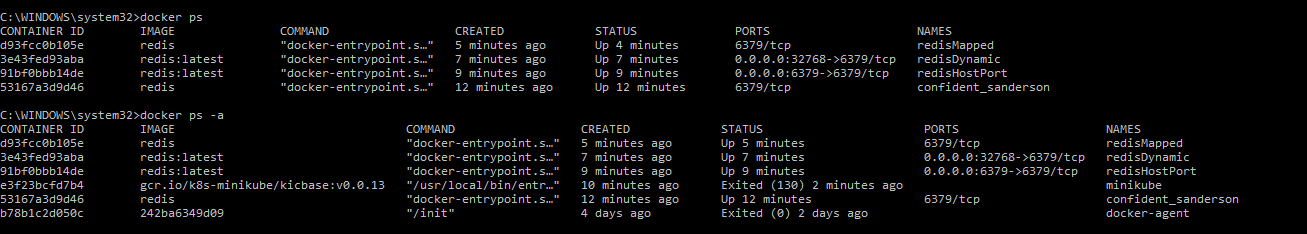 C:\WINDOWS\system32>docker ps
CONTAINER ID IMAGE COMMAND CREATED STATUS PORTS NAMES
d93fcc0b105e redis "docker-entrypoint.s…" 5 minutes ago Up 4 minutes 6379/tcp redisMapped
3e43fed93aba redis:latest "docker-entrypoint.s…" 7 minutes ago Up 7 minutes 0.0.0.0:32768->6379/tcp redisDynamic
91bf0bbb14de redis:latest "docker-entrypoint.s…" 9 minutes ago Up 9 minutes 0.0.0.0:6379->6379/tcp redisHostPort
53167a3d9d46 redis "docker-entrypoint.s…" 12 minutes ago Up 12 minutes 6379/tcp confident_sanderson
C:\WINDOWS\system32>docker ps -a
CONTAINER ID IMAGE COMMAND CREATED STATUS PORTS NAMES
d93fcc0b105e redis "docker-entrypoint.s…" 5 minutes ago Up 5 minutes 6379/tcp redisMapped
3e43fed93aba redis:latest "docker-entrypoint.s…" 7 minutes ago Up 7 minutes 0.0.0.0:32768->6379/tcp redisDynamic
91bf0bbb14de redis:latest "docker-entrypoint.s…" 9 minutes ago Up 9 minutes 0.0.0.0:6379->6379/tcp redisHostPort
e3f23bcfd7b4 gcr.io/k8s-minikube/kicbase:v0.0.13 "/usr/local/bin/entr…" 10 minutes ago Exited (130) 2 minutes ago minikube
53167a3d9d46 redis "docker-entrypoint.s…" 12 minutes ago Up 12 minutes 6379/tcp confident_sanderson
b78b1c2d050c 242ba6349d09 "/init" 4 days ago Exited (0) 2 days ago docker-agent